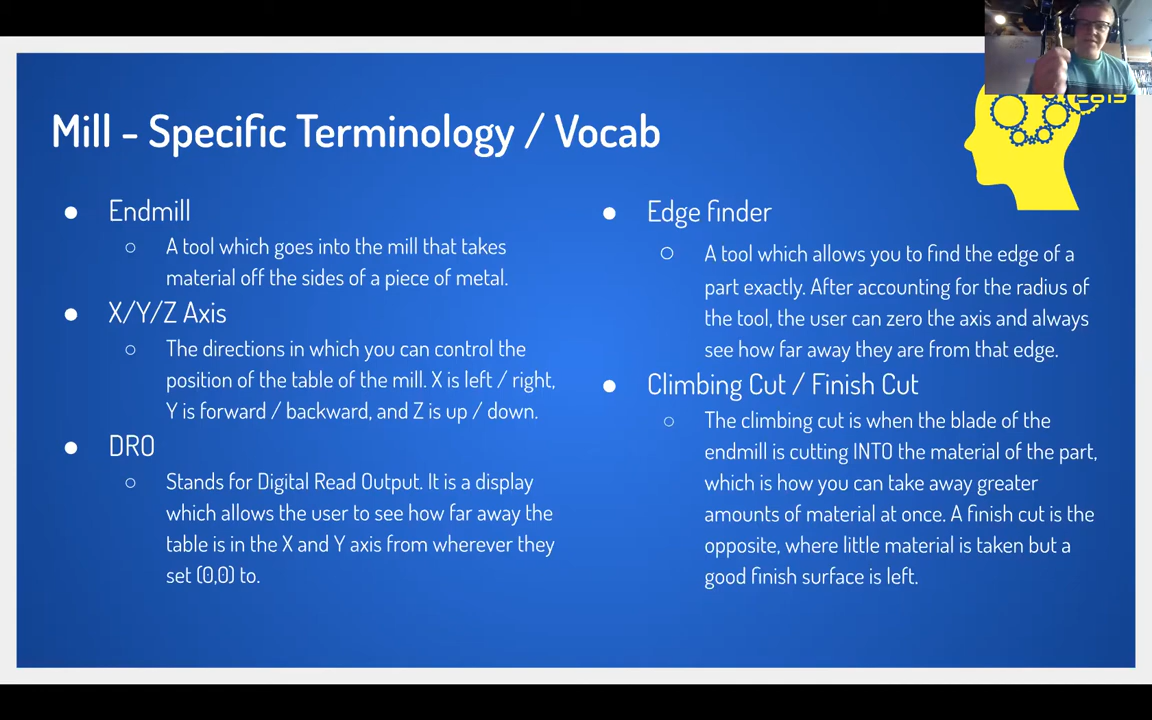 Mill - Specific Terminology / Vocab
Endmill
A tool which goes into the mill that takes
material off the sides of a piece of metal.
X/Y/Z Axis
The directions in which you can control the
position of the table of the mill. X is left / right,
Y is forward / backward, and Z is up / down.
DRO
Stands for Digital Read Output. It is a display
which allows the user to see how far away the
table is in the X and Y axis from wherever they
set (0,0) to.
Edge finder
A tool which allows you to find the edge of a
part exactly. After accounting for the radius of
the tool, the user can zero the axis and always
see how far away they are from that edge.
Climbing Cut / Finish Cut
The climbing cut is when the blade of the
endmill is cutting INTO the material of the part,
which is how you can take away greater
amounts of material at once. A finish cut is the
opposite, where little material is taken but a
good finish surface is left.